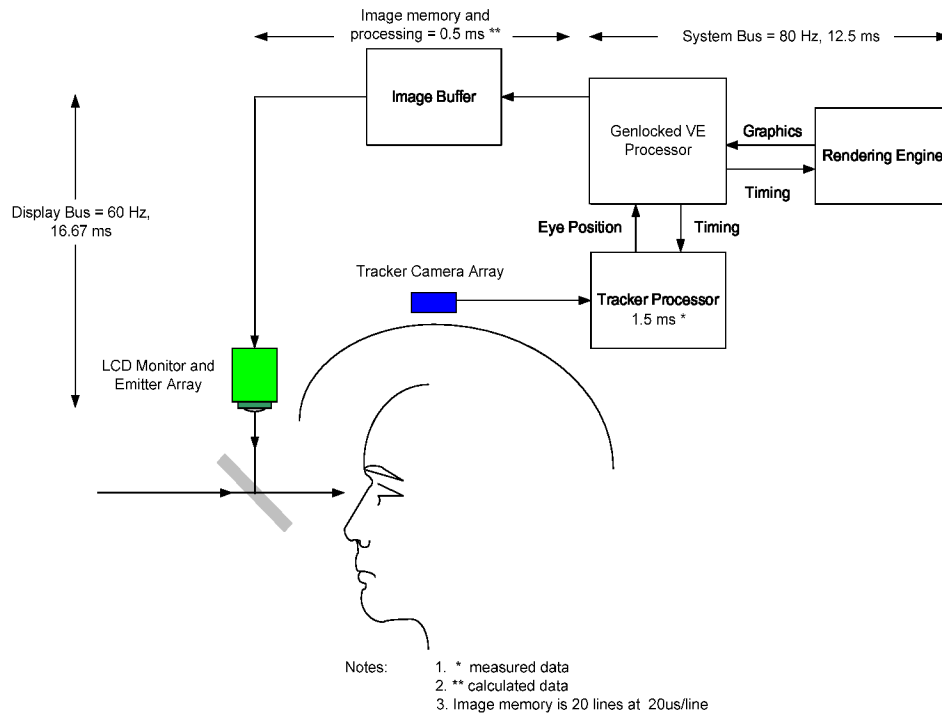 Image memory and
processing = 0.5 ms **
System Bus = 80 Hz, 12.5 ms
Image Buffer
Genlocked VE
Processor
Graphics
Rendering Engine
Timing
Display Bus = 60 Hz,
16.67 ms
Eye Position
Timing
Tracker Camera Array
Tracker Processor
1.5 ms *
LCD Monitor and
Emitter Array
Notes: 1. * measured data
2. ** calculated data
3. Image memory is 20 lines at 20us/line